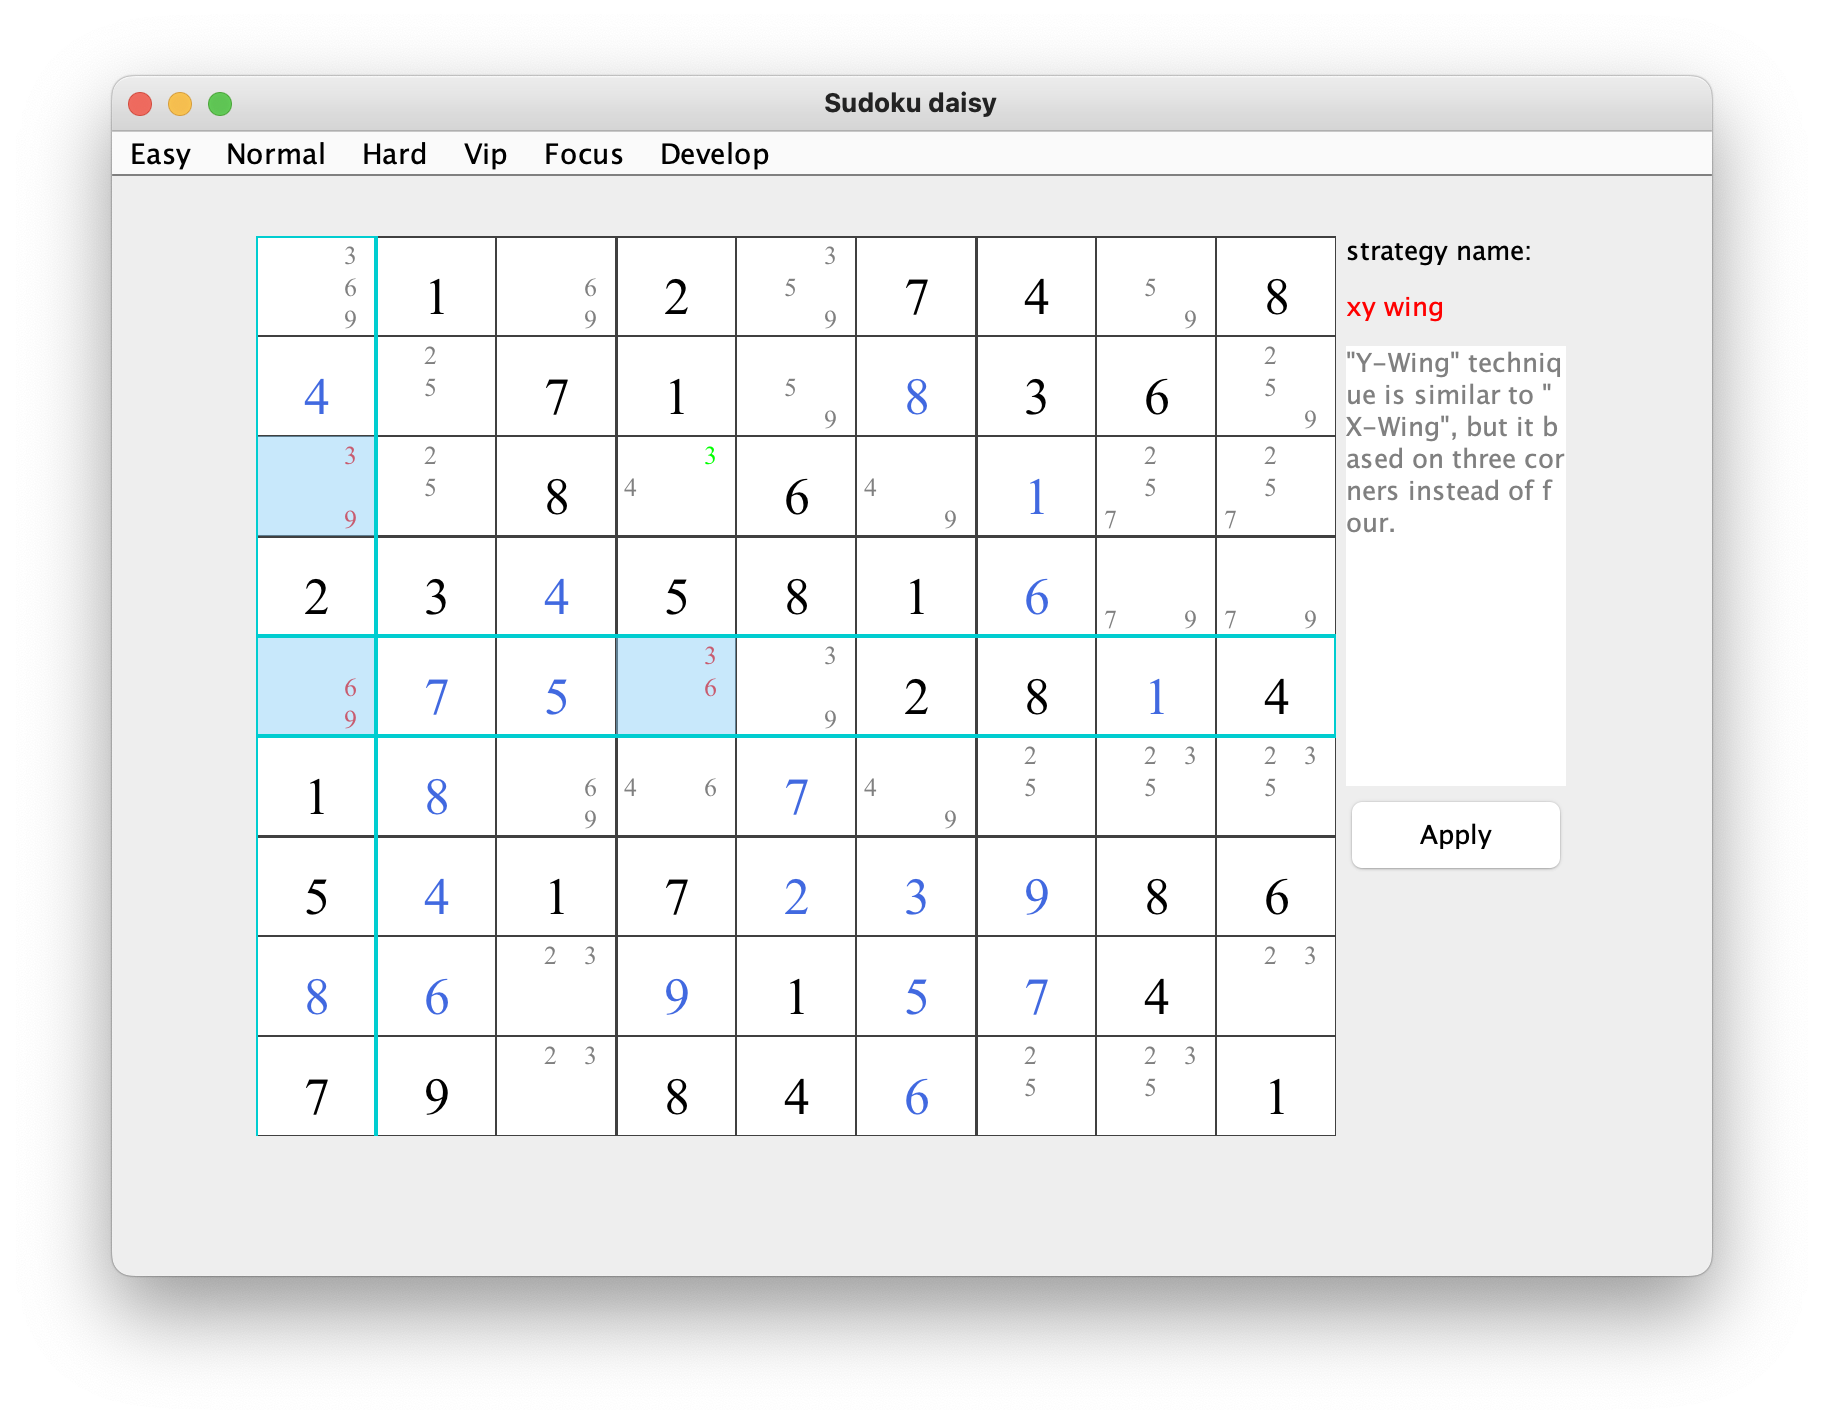 Sudoku daisy
Easy Normal Hard Vip Focus Develop
3 3
6 1 6 2 5 7 4 5 8
9 9 9 9
2 2
4 5 7 1 5 8 3 6 5
9 9
3 2 3 2 2
5 8 4 6 4 1 5 5
9 9 7 7
2 3 4 5 8 1 6 7 9 7 9
3 3
6 7 5 6 2 8 1 4
9 9
2 2 3 2 3
1 8 6 4 6 7 4 5 5 5
9 9
5 4 1 7 2 3 9 8 6
2 3 2 3
8 6 9 1 5 7 4
2 3 2 2 3
7 9 8 4 6 5 5 1
strategy name:
xy wing
"Y-Wing" techniq
ue is similar to "
X-Wing", but it b
ased on three cor
ners instead of f
our.
Apply